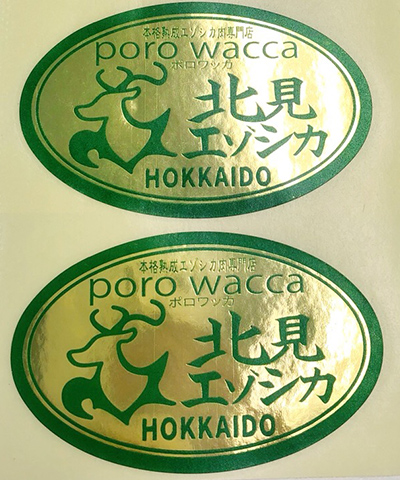 本格熟成エゾシカ肉専門店
poro wacca
ポロワッカ
北見
エゾシカ
HOKKAIDO
本格熟成エゾシカ肉専門店
poro wacca
ポロワッカ
北見
エゾシカ
HOKKAIDO